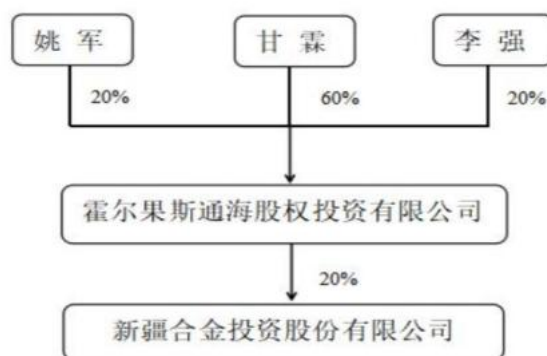 姚 军 甘 霖 李 强
20% 60% 20%
霍尔果斯通海股权投资有限公司
20%
新疆合金投资股份有限公司